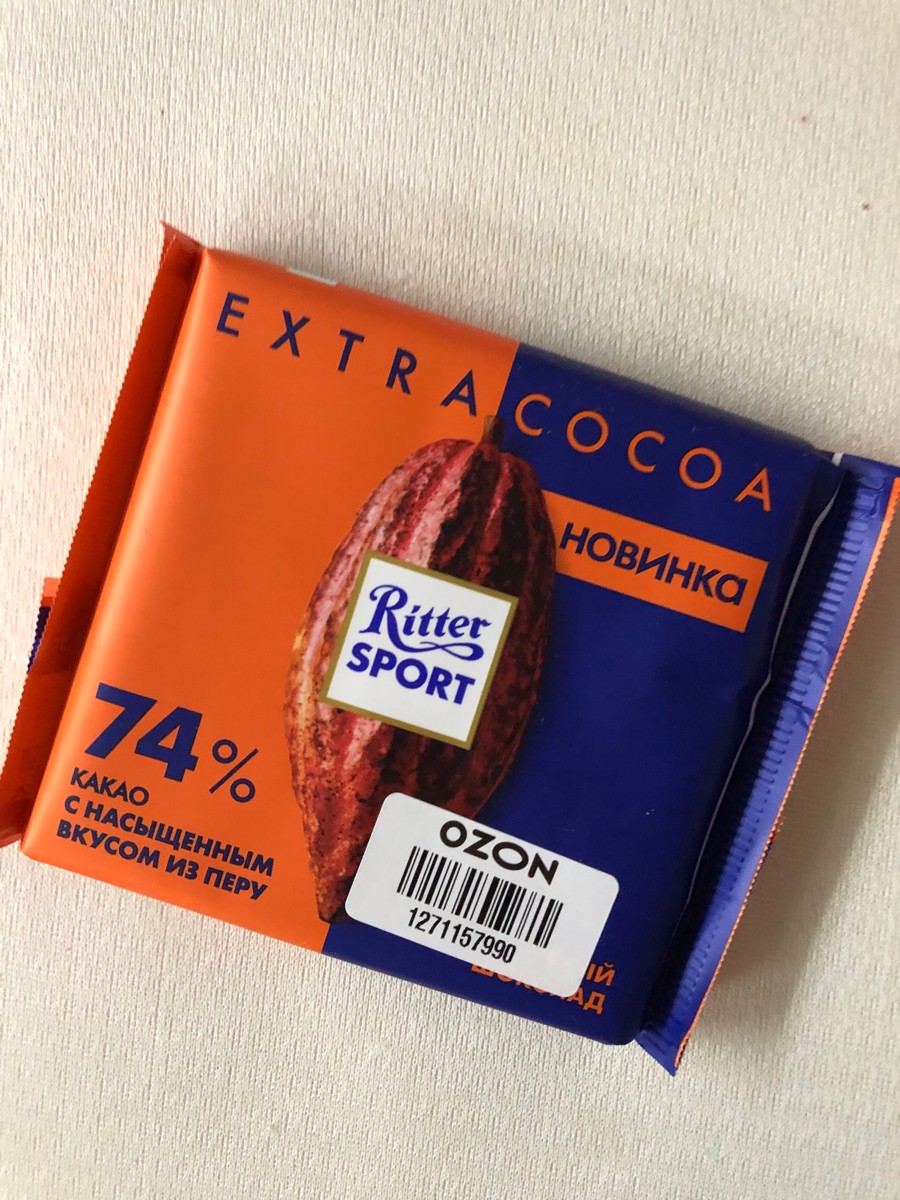 EXTRA COCOA
НОВИНКА
Ritter
SPORT
74%
КАКАО
С НАСЫЩЕННЫМ
ВКУСОМ ИЗ ПЕРУ
OZON
1271157990